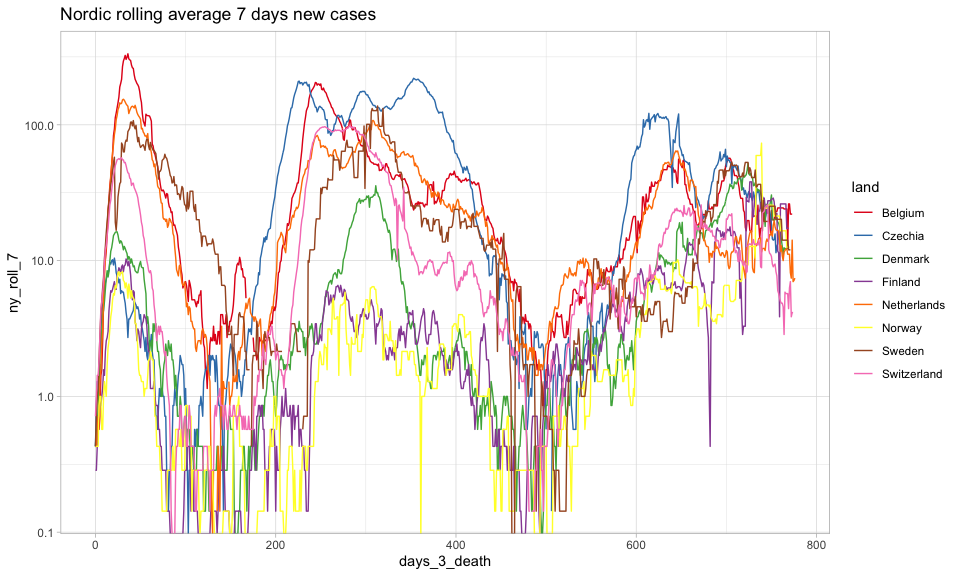 Nordic rolling average 7 days new cases
ny_roll_7
100.0
10.0
1.0
0.1
0
200
400
600
800
days_3_death
land
Belgium
Czechia
Denmark
Finland
Netherlands
Norway
Sweden
Switzerland